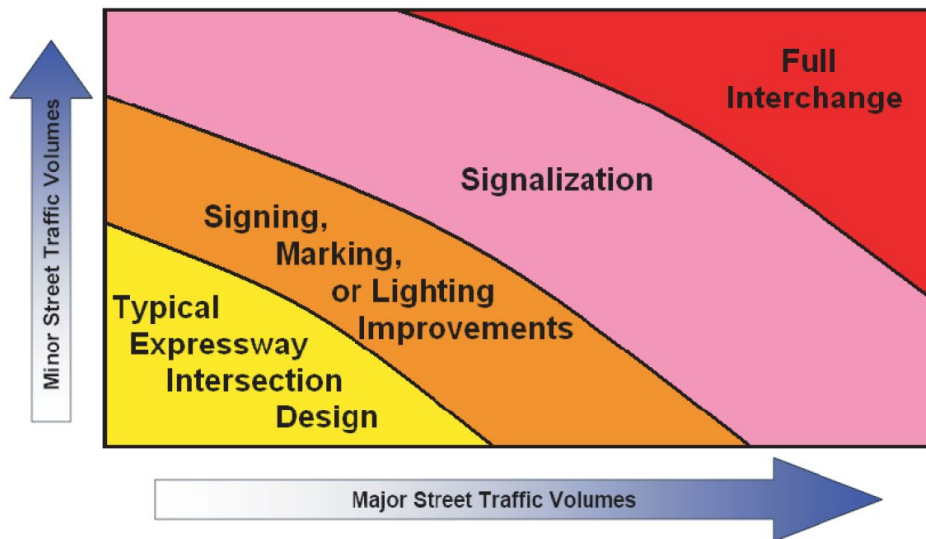 Full
Interchange
Signalization
Signing,
Marking,
or Lighting
Improvements
Typical
Expressway
Intersection
Design
Minor Street Traffic Volumes
Major Street Traffic Volumes